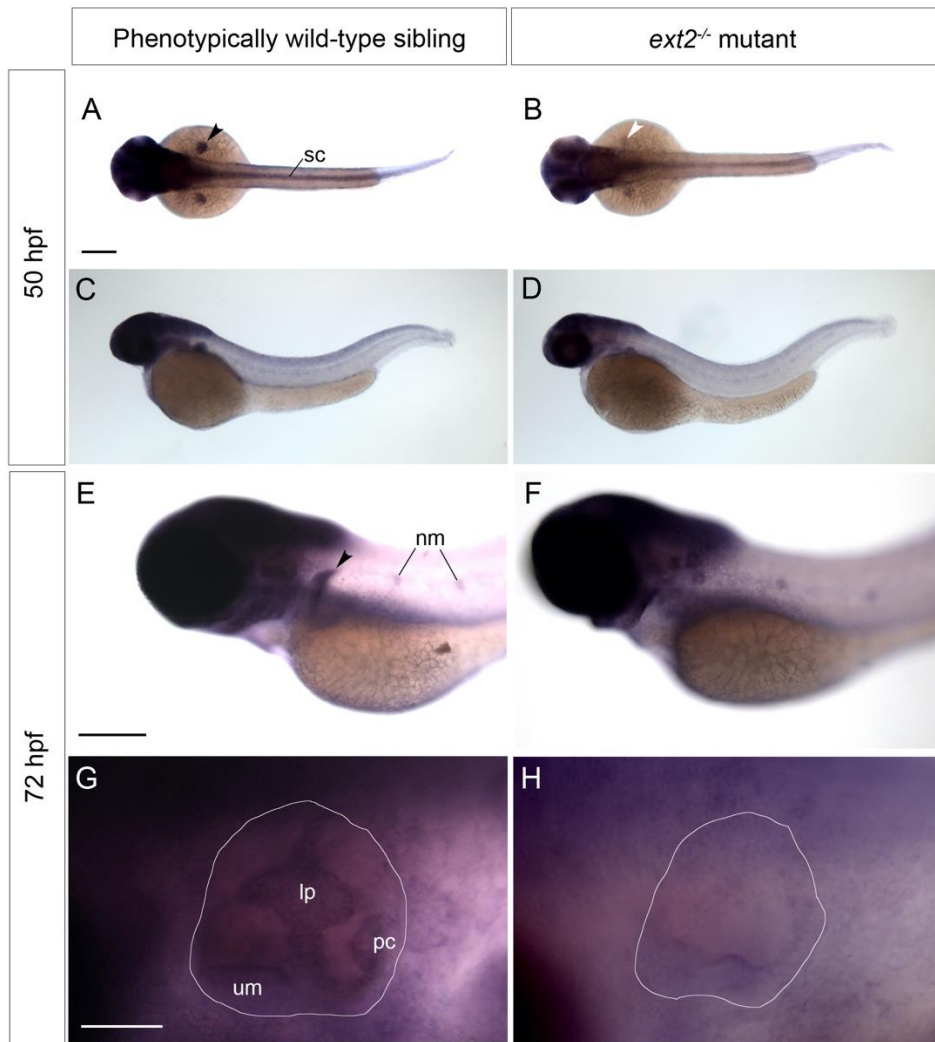 Phenotypically wild-type sibling
ext2-/- mutant
50 hpf
A
sc
B
C
D
72 hpf
E
nm
F
G
lp
pc
um
H